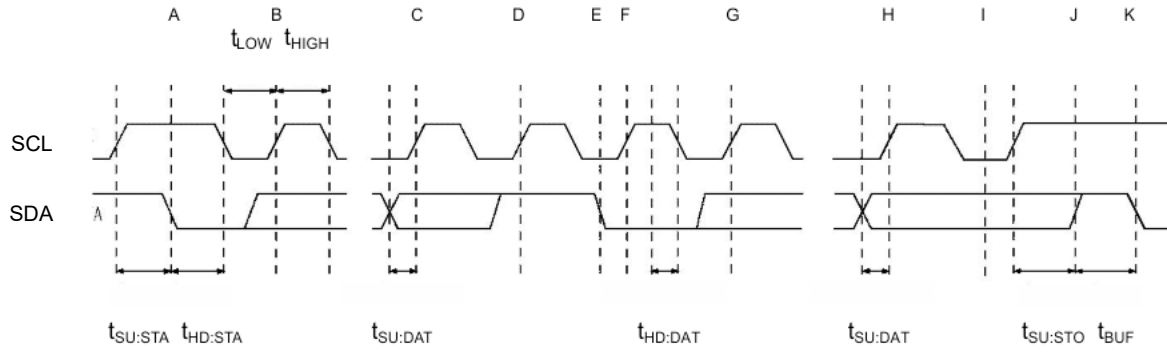 A B C D E F G H I J K
tLOW tHIGH
SCL
SDA A
tSU:STA tHD:STA tSU:DAT tHD:DAT tSU:DAT tSU:STO tBUF